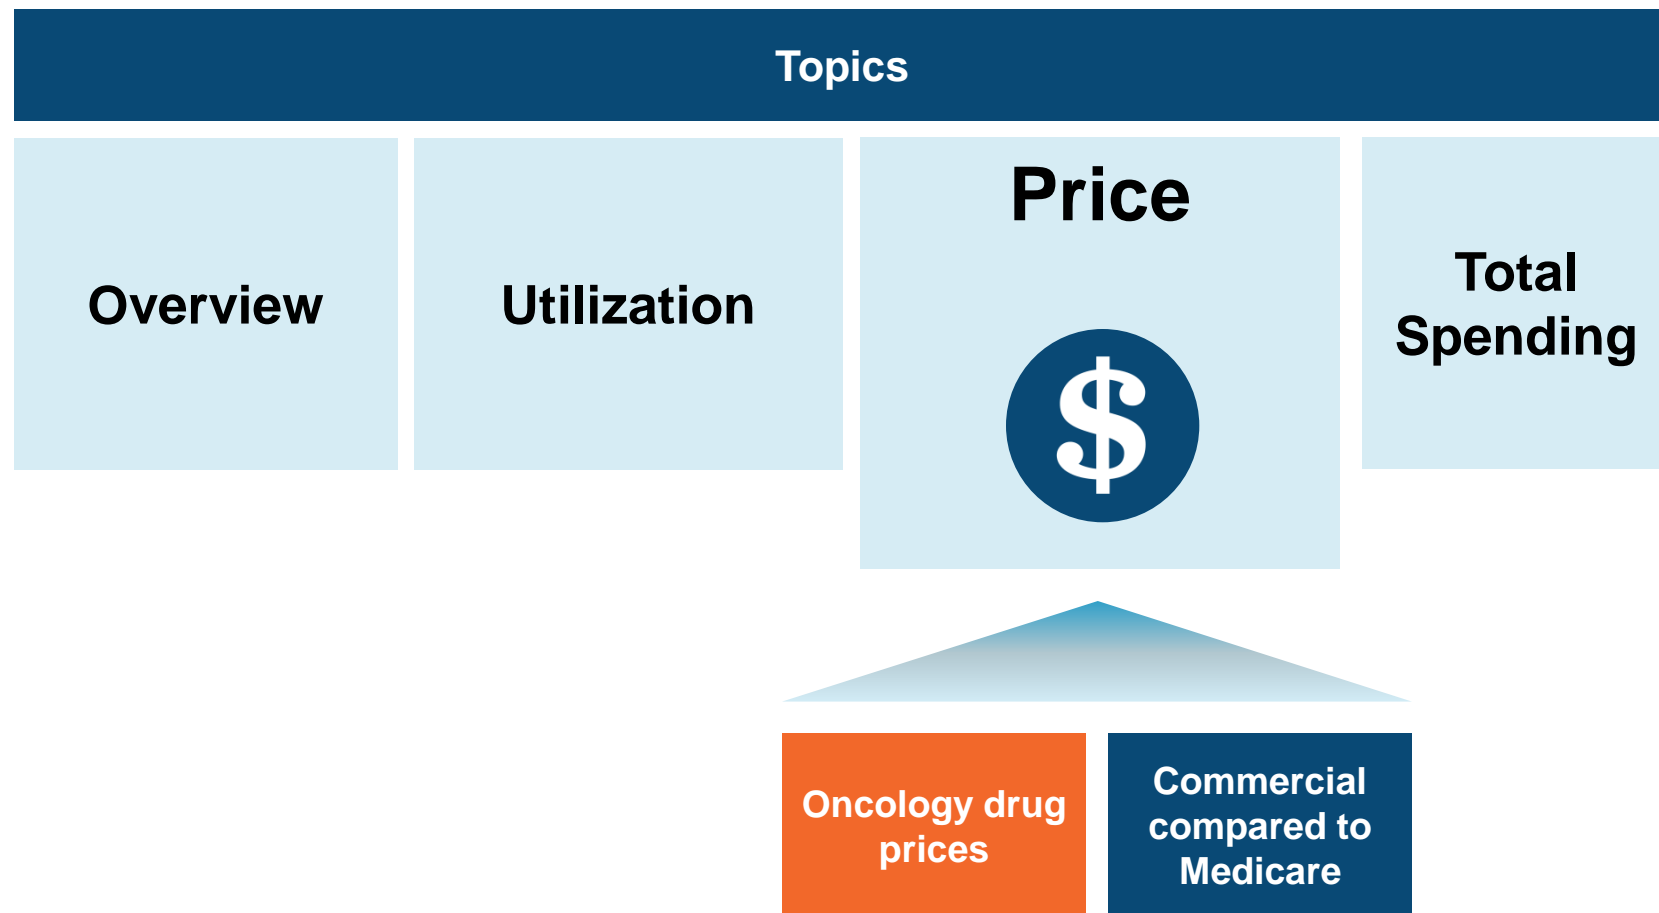 Topics
Overview
Utilization
Price
$
Total
Spending
Oncology drug
prices
Commercial
compared to
Medicare